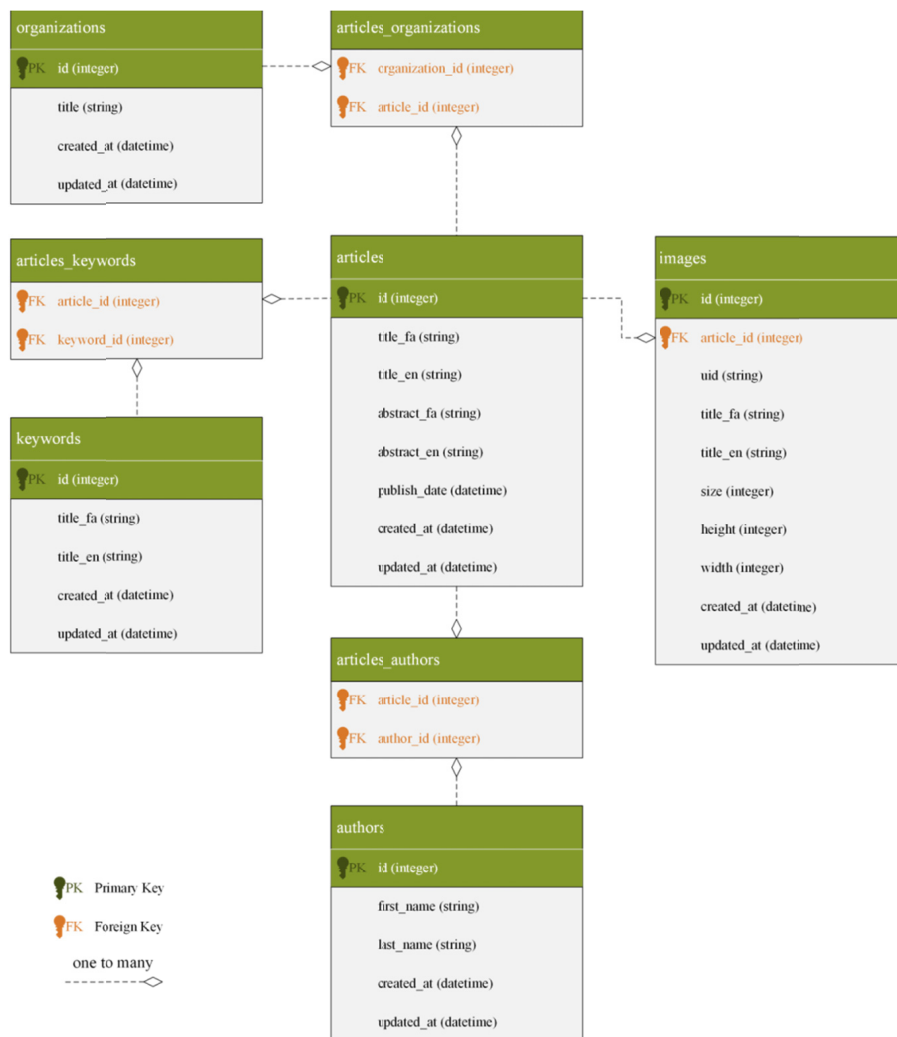 organizations
PK id (integer)
title (string)
created_at (datetime)
updated_at (datetime)
articles_organizations
FK crganization_id (integer)
FK article_id (integer)
articles_keywords
FK article_id (integer)
FK keyword_id (integer)
articles
PK id (integer)
title_fa (string)
title_en (string)
abstract_fa (string)
abstract_en (string)
publish_date (datetime)
created_at (datetime)
updated_at (datetime)
images
PK id (integer)
FK article_id (integer)
uid (string)
title_fa (string)
title_en (string)
size (integer)
height (integer)
width (integer)
created_at (datetime)
updated_at (datetime)
keywords
PK id (integer)
title_fa (string)
title_en (string)
created_at (datetime)
updated_at (datetime)
articles_authors
FK article_id (integer)
FK author_id (integer)
authors
PK id (integer)
first_name (string)
last_name (string)
created_at (datetime)
updated_at (datetime)
PK Primary Key
FK Foreign Key
one to many